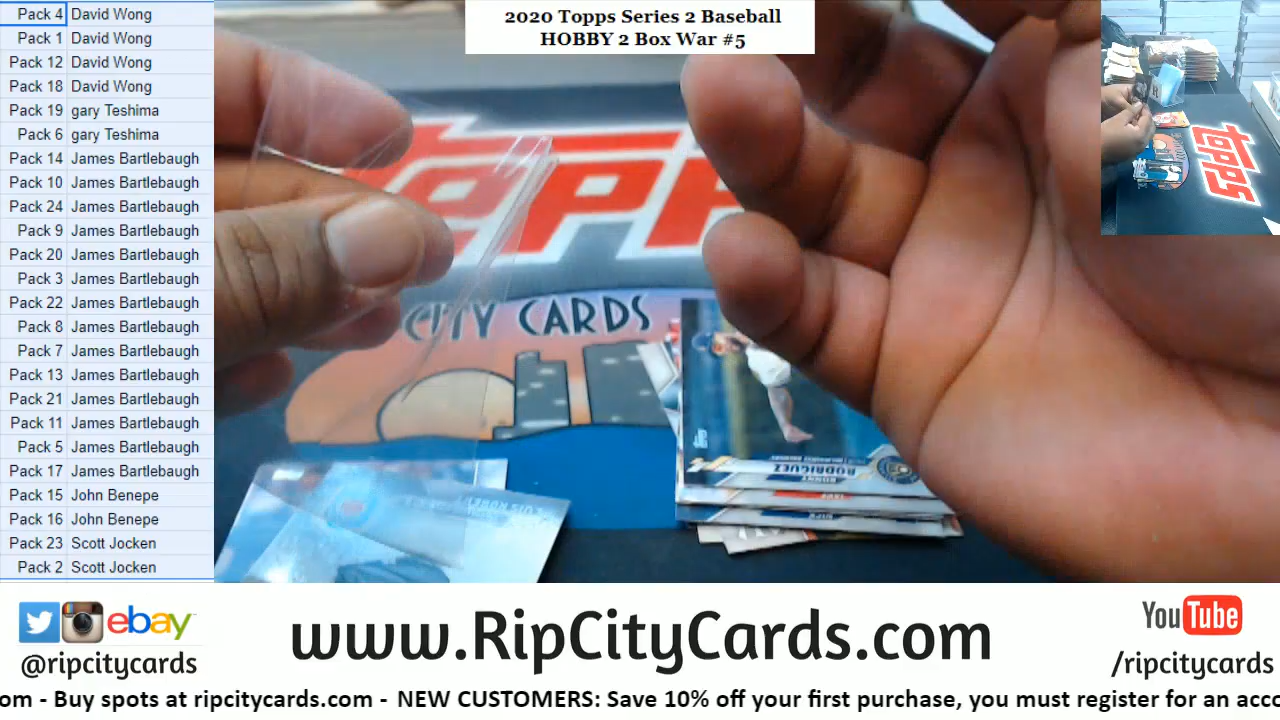 Pack 4 David Wong
Pack 1 David Wong
Pack 12 David Wong
Pack 18 David Wong
Pack 19 gary Teshima
Pack 6 gary Teshima
Pack 14 James Bartlebaugh
Pack 10 James Bartlebaugh
Pack 24 James Bartlebaugh
Pack 9 James Bartlebaugh
Pack 20 James Bartlebaugh
Pack 3 James Bartlebaugh
Pack 22 James Bartlebaugh
Pack 8 James Bartlebaugh
Pack 7 James Bartlebaugh
Pack 13 James Bartlebaugh
Pack 21 James Bartlebaugh
Pack 11 James Bartlebaugh
Pack 5 James Bartlebaugh
Pack 17 James Bartlebaugh
Pack 15 John Benepe
Pack 16 John Benepe
Pack 23 Scott Jocken
Pack 2 Scott Jocken
2020 Topps Series 2 Baseball
HOBBY 2 Box War #5
topps
CITY CARDS
RONNY
RODRIGUEZ
LUIS ROBERT
ebay
@ripcitycards
www.RipCityCards.com
YouTube
/ripcitycards
om - Buy spots at ripcitycards.com - NEW CUSTOMERS: Save 10% off your first purchase, you must register for an acco